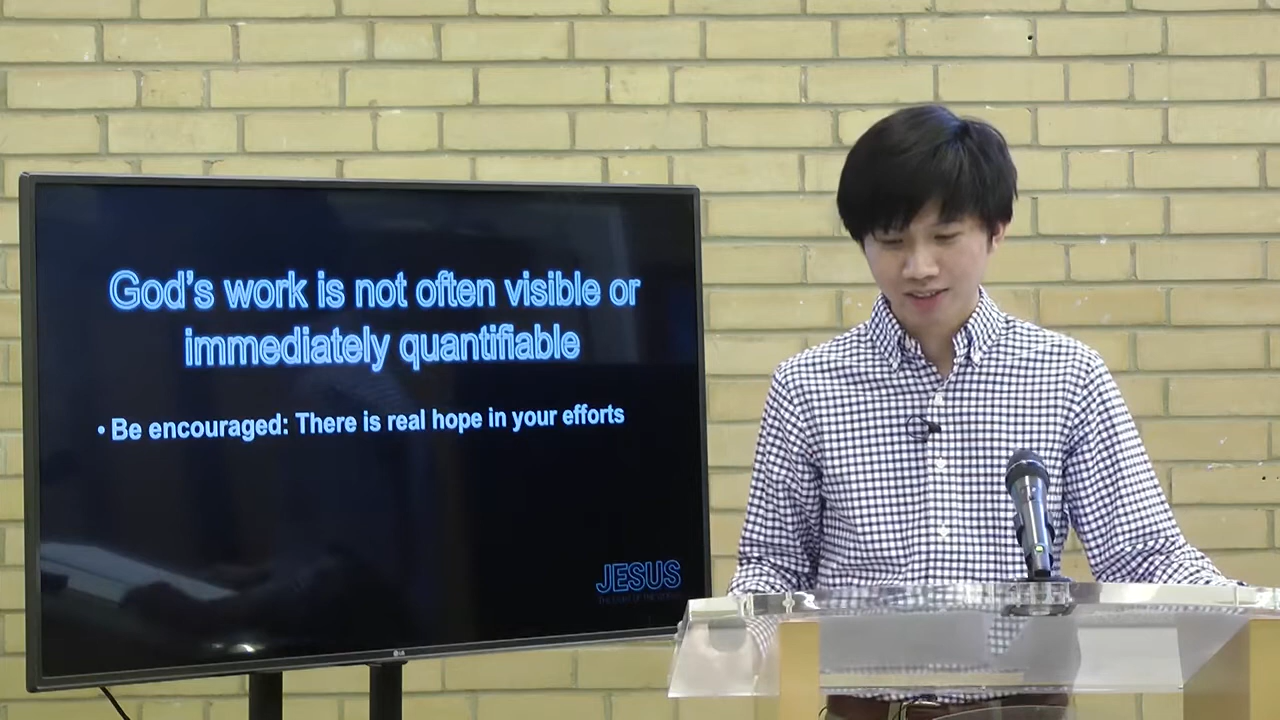 God's work is not often visible or
immediately quantifiable
• Be encouraged: There is real hope in your efforts
JESUS
LG